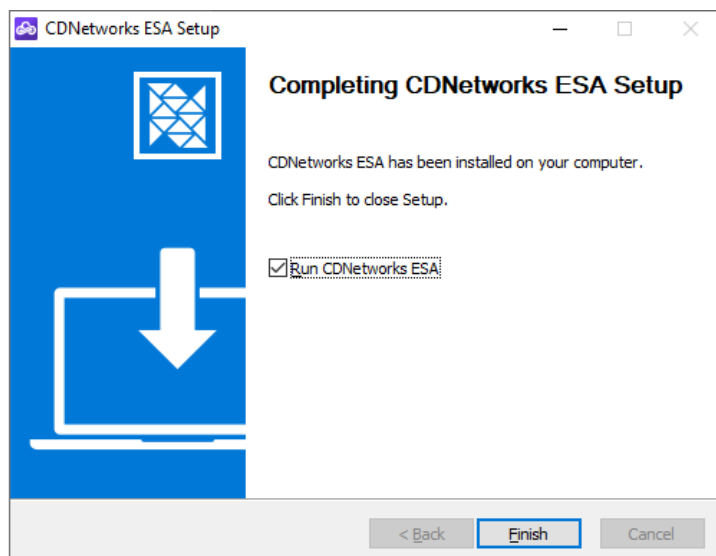 CDNetworks ESA Setup
Completing CDNetworks ESA Setup
CDNetworks ESA has been installed on your computer.
Click Finish to close Setup.
Run CDNetworks ESA
< Back
Finish
Cancel